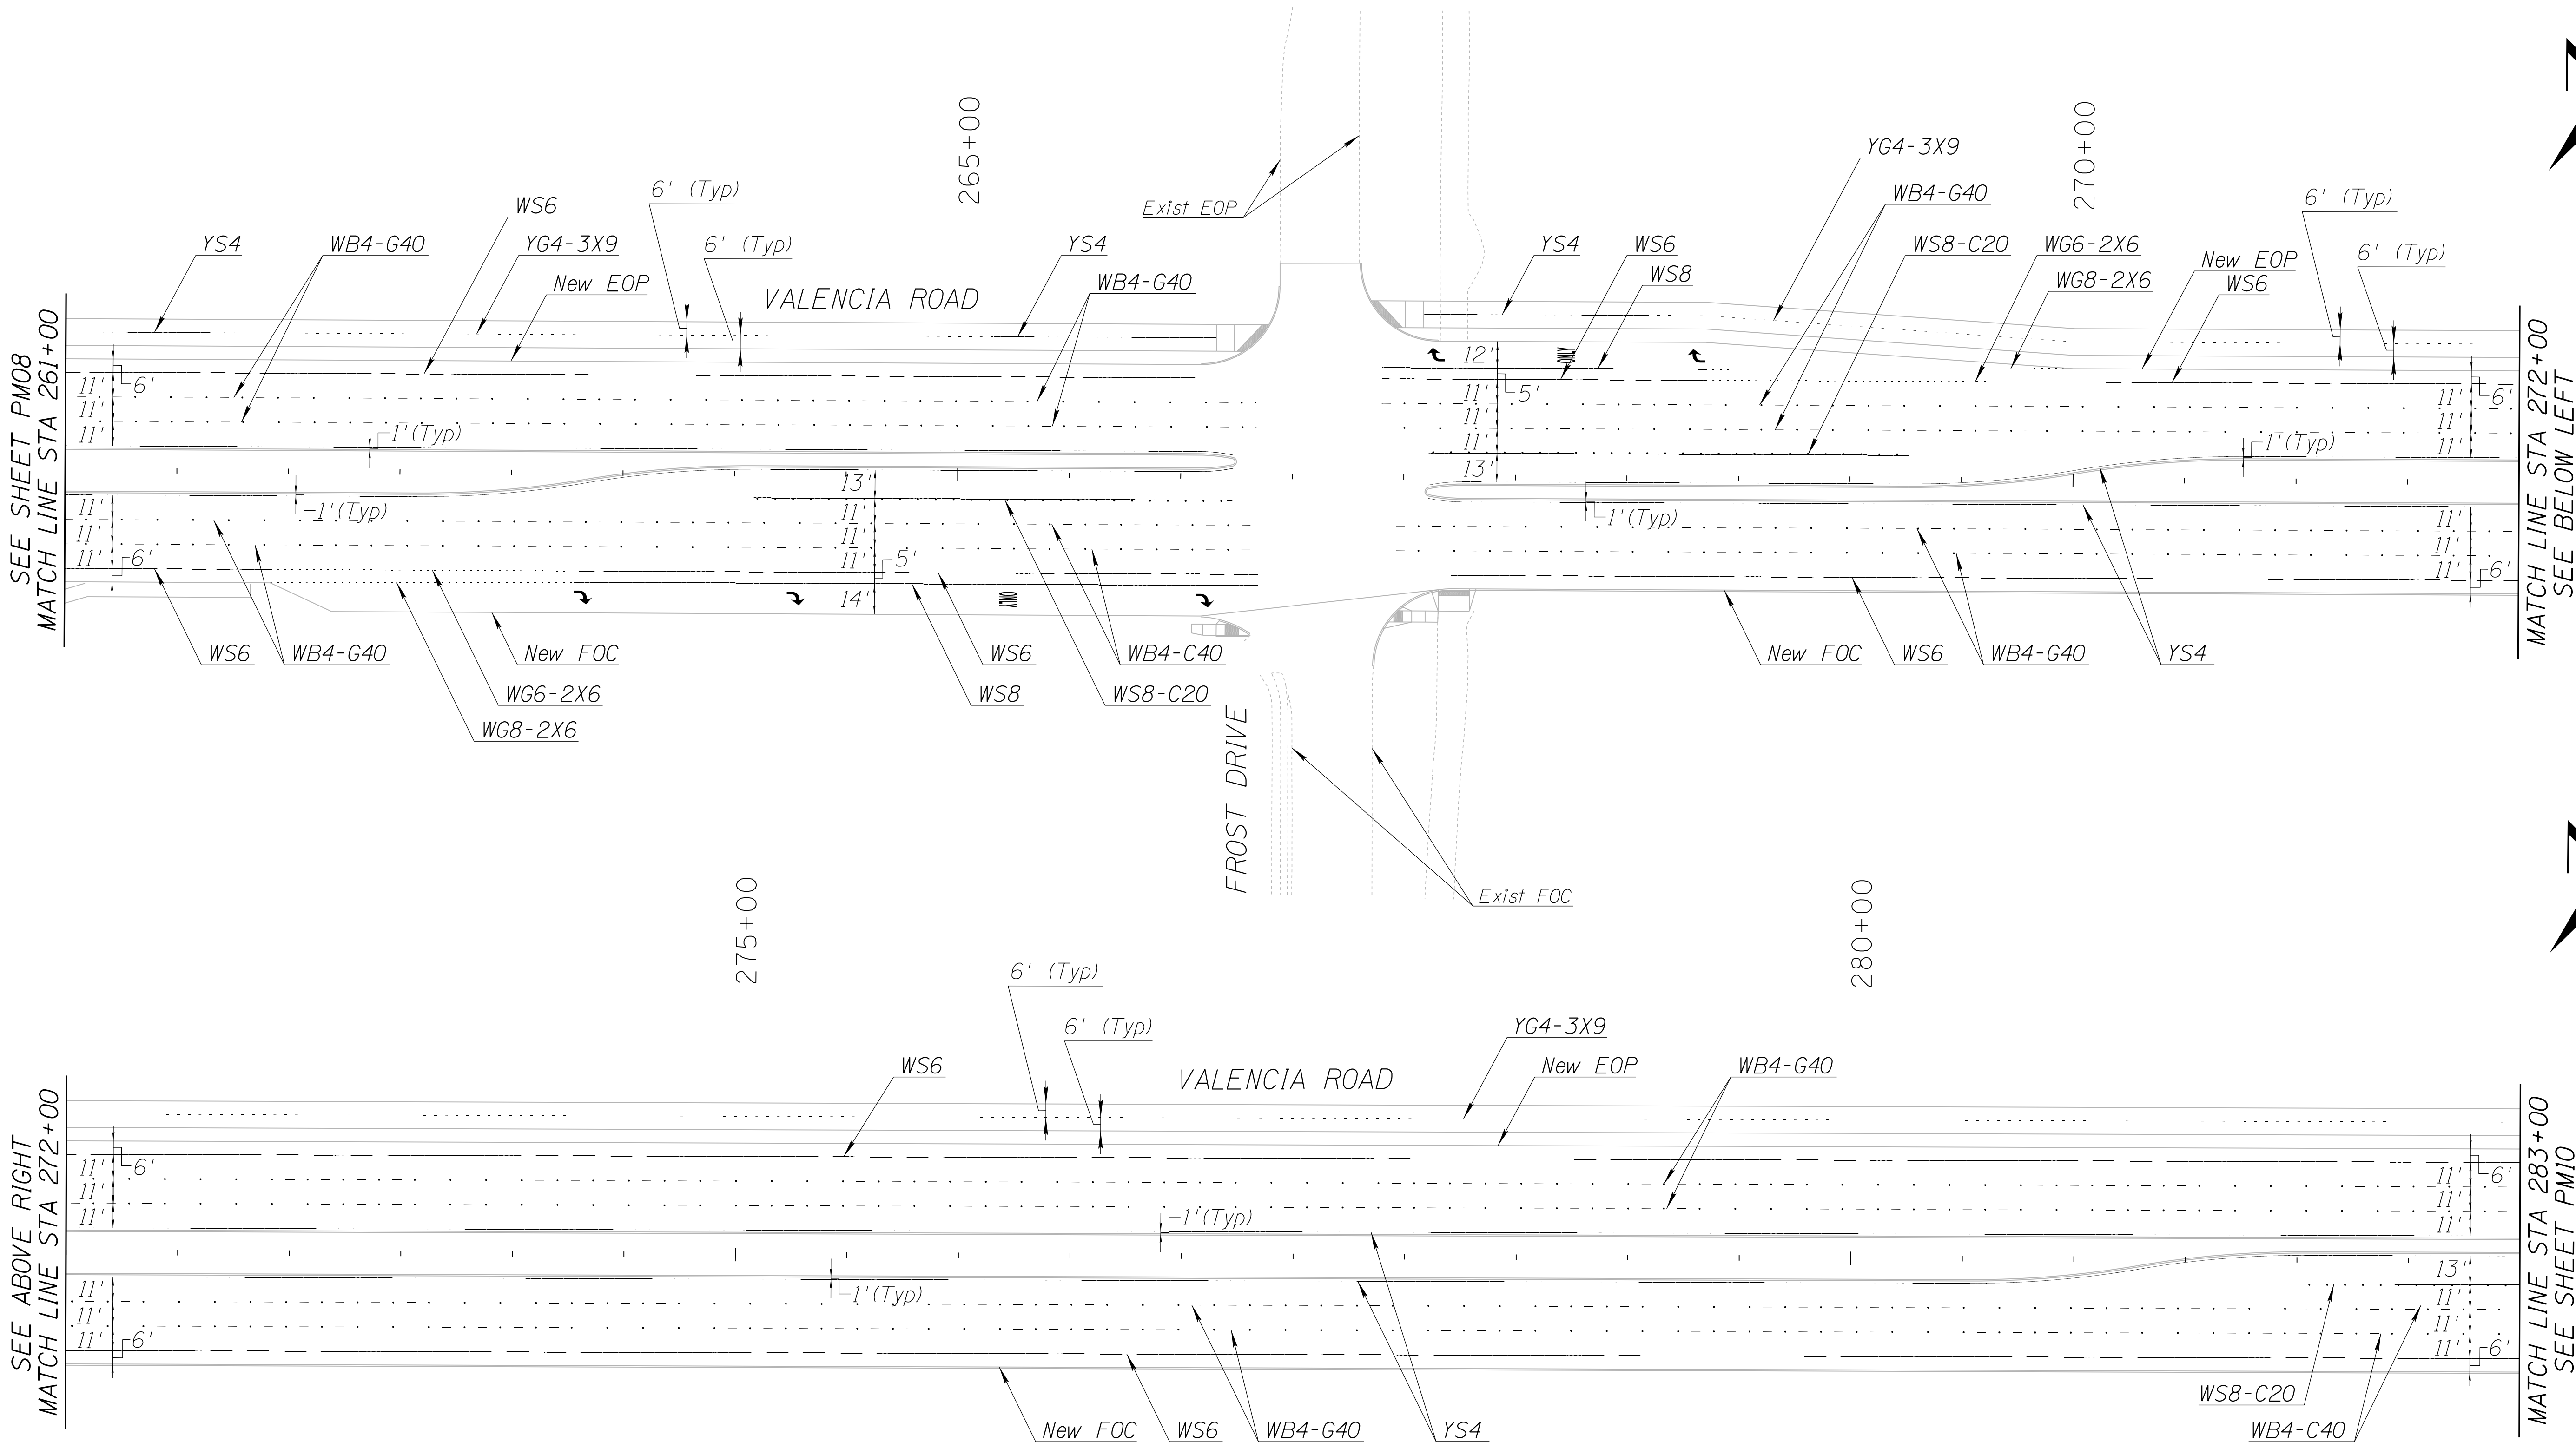 265+00
270+00
YG4-3X9
6' (Typ)
WS6
WB4-G40
6' (Typ)
Exist EOP
YS4
WB4-G40
YG4-3X9
6' (Typ)
YS4
YS4
WS6
WS8-C20
WG6-2X6
6' (Typ)
New EOP
New EOP
WS8
WG8-2X6
WS6
VALENCIA ROAD
WB4-G40
SEE SHEET PM08
MATCH LINE STA 261+00
MATCH LINE STA 272+00
SEE BELOW LEFT
12'
ONLY
11'
6'
11'
5'
11'
6'
11'
11'
11'
11'
1'(Typ)
11'
1'(Typ)
11'
13'
13'
11'
1'(Typ)
11'
1'(Typ)
11'
11'
11'
11'
11'
6'
11'
5'
11'
6'
14'
ONLY
WS6
WB4-G40
New FOC
WS6
WB4-C40
New FOC
WS6
WB4-G40
YS4
WG6-2X6
WS8
WS8-C20
WG8-2X6
FROST DRIVE
Exist FOC
275+00
280+00
6' (Typ)
6' (Typ)
YG4-3X9
WS6
VALENCIA ROAD
New EOP
WB4-G40
SEE ABOVE RIGHT
MATCH LINE STA 272+00
MATCH LINE STA 283+00
SEE SHEET PM10
11'
6'
11'
6'
11'
11'
11'
1'(Typ)
11'
11'
1'(Typ)
13'
11'
11'
11'
11'
6'
11'
6'
WS8-C20
New FOC
WS6
WB4-G40
YS4
WB4-C40